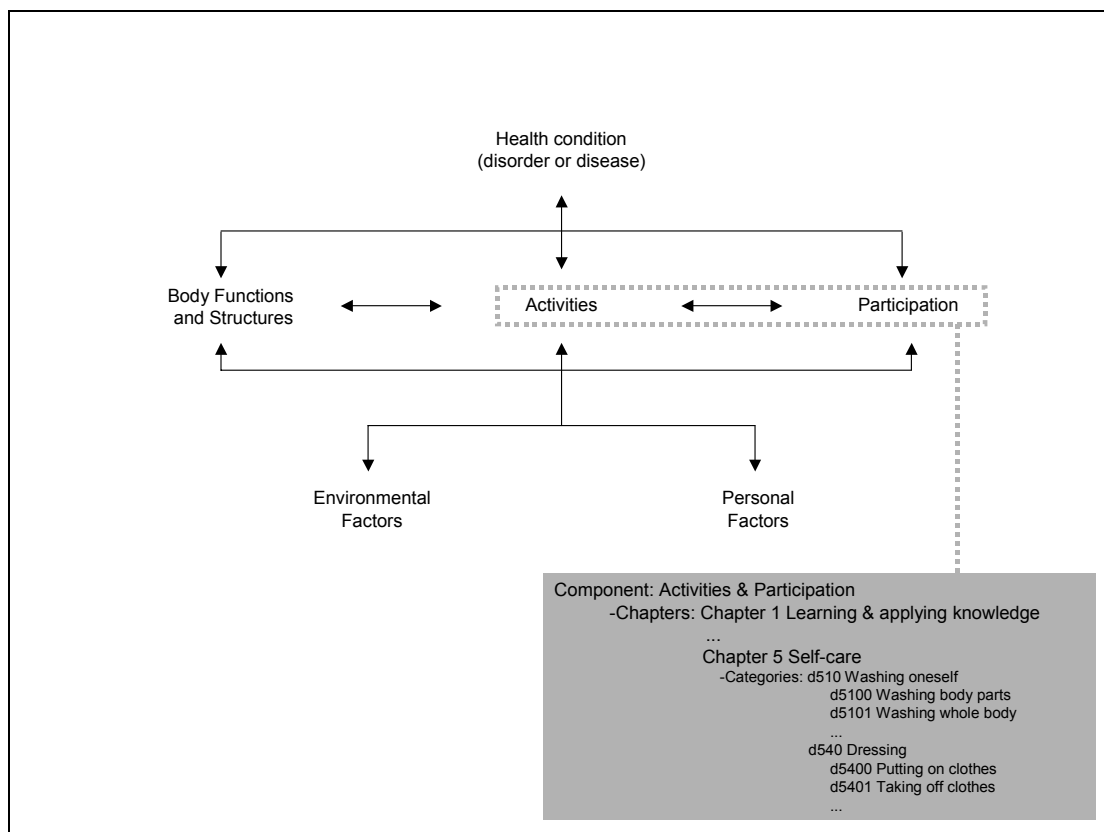 Health condition
(disorder or disease)
Body Functions
and Structures
Activities
Participation
Environmental
Factors
Personal
Factors
Component: Activities & Participation
-Chapters: Chapter 1 Learning & applying knowledge
...
Chapter 5 Self-care
-Categories: d510 Washing oneself
d5100 Washing body parts
d5101 Washing whole body
...
d540 Dressing
d5400 Putting on clothes
d5401 Taking off clothes
...